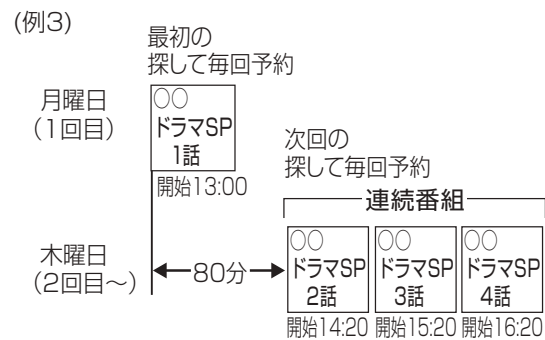 (例3)
最初の
探して毎回予約
月曜日
(1回目)
○○
ドラマSP
1話
開始13:00
次回の
探して毎回予約
連続番組
木曜日
(2回目~)
80分
○○
ドラマSP
2話
開始14:20
○○
ドラマSP
3話
開始15:20
○○
ドラマSP
4話
開始16:20